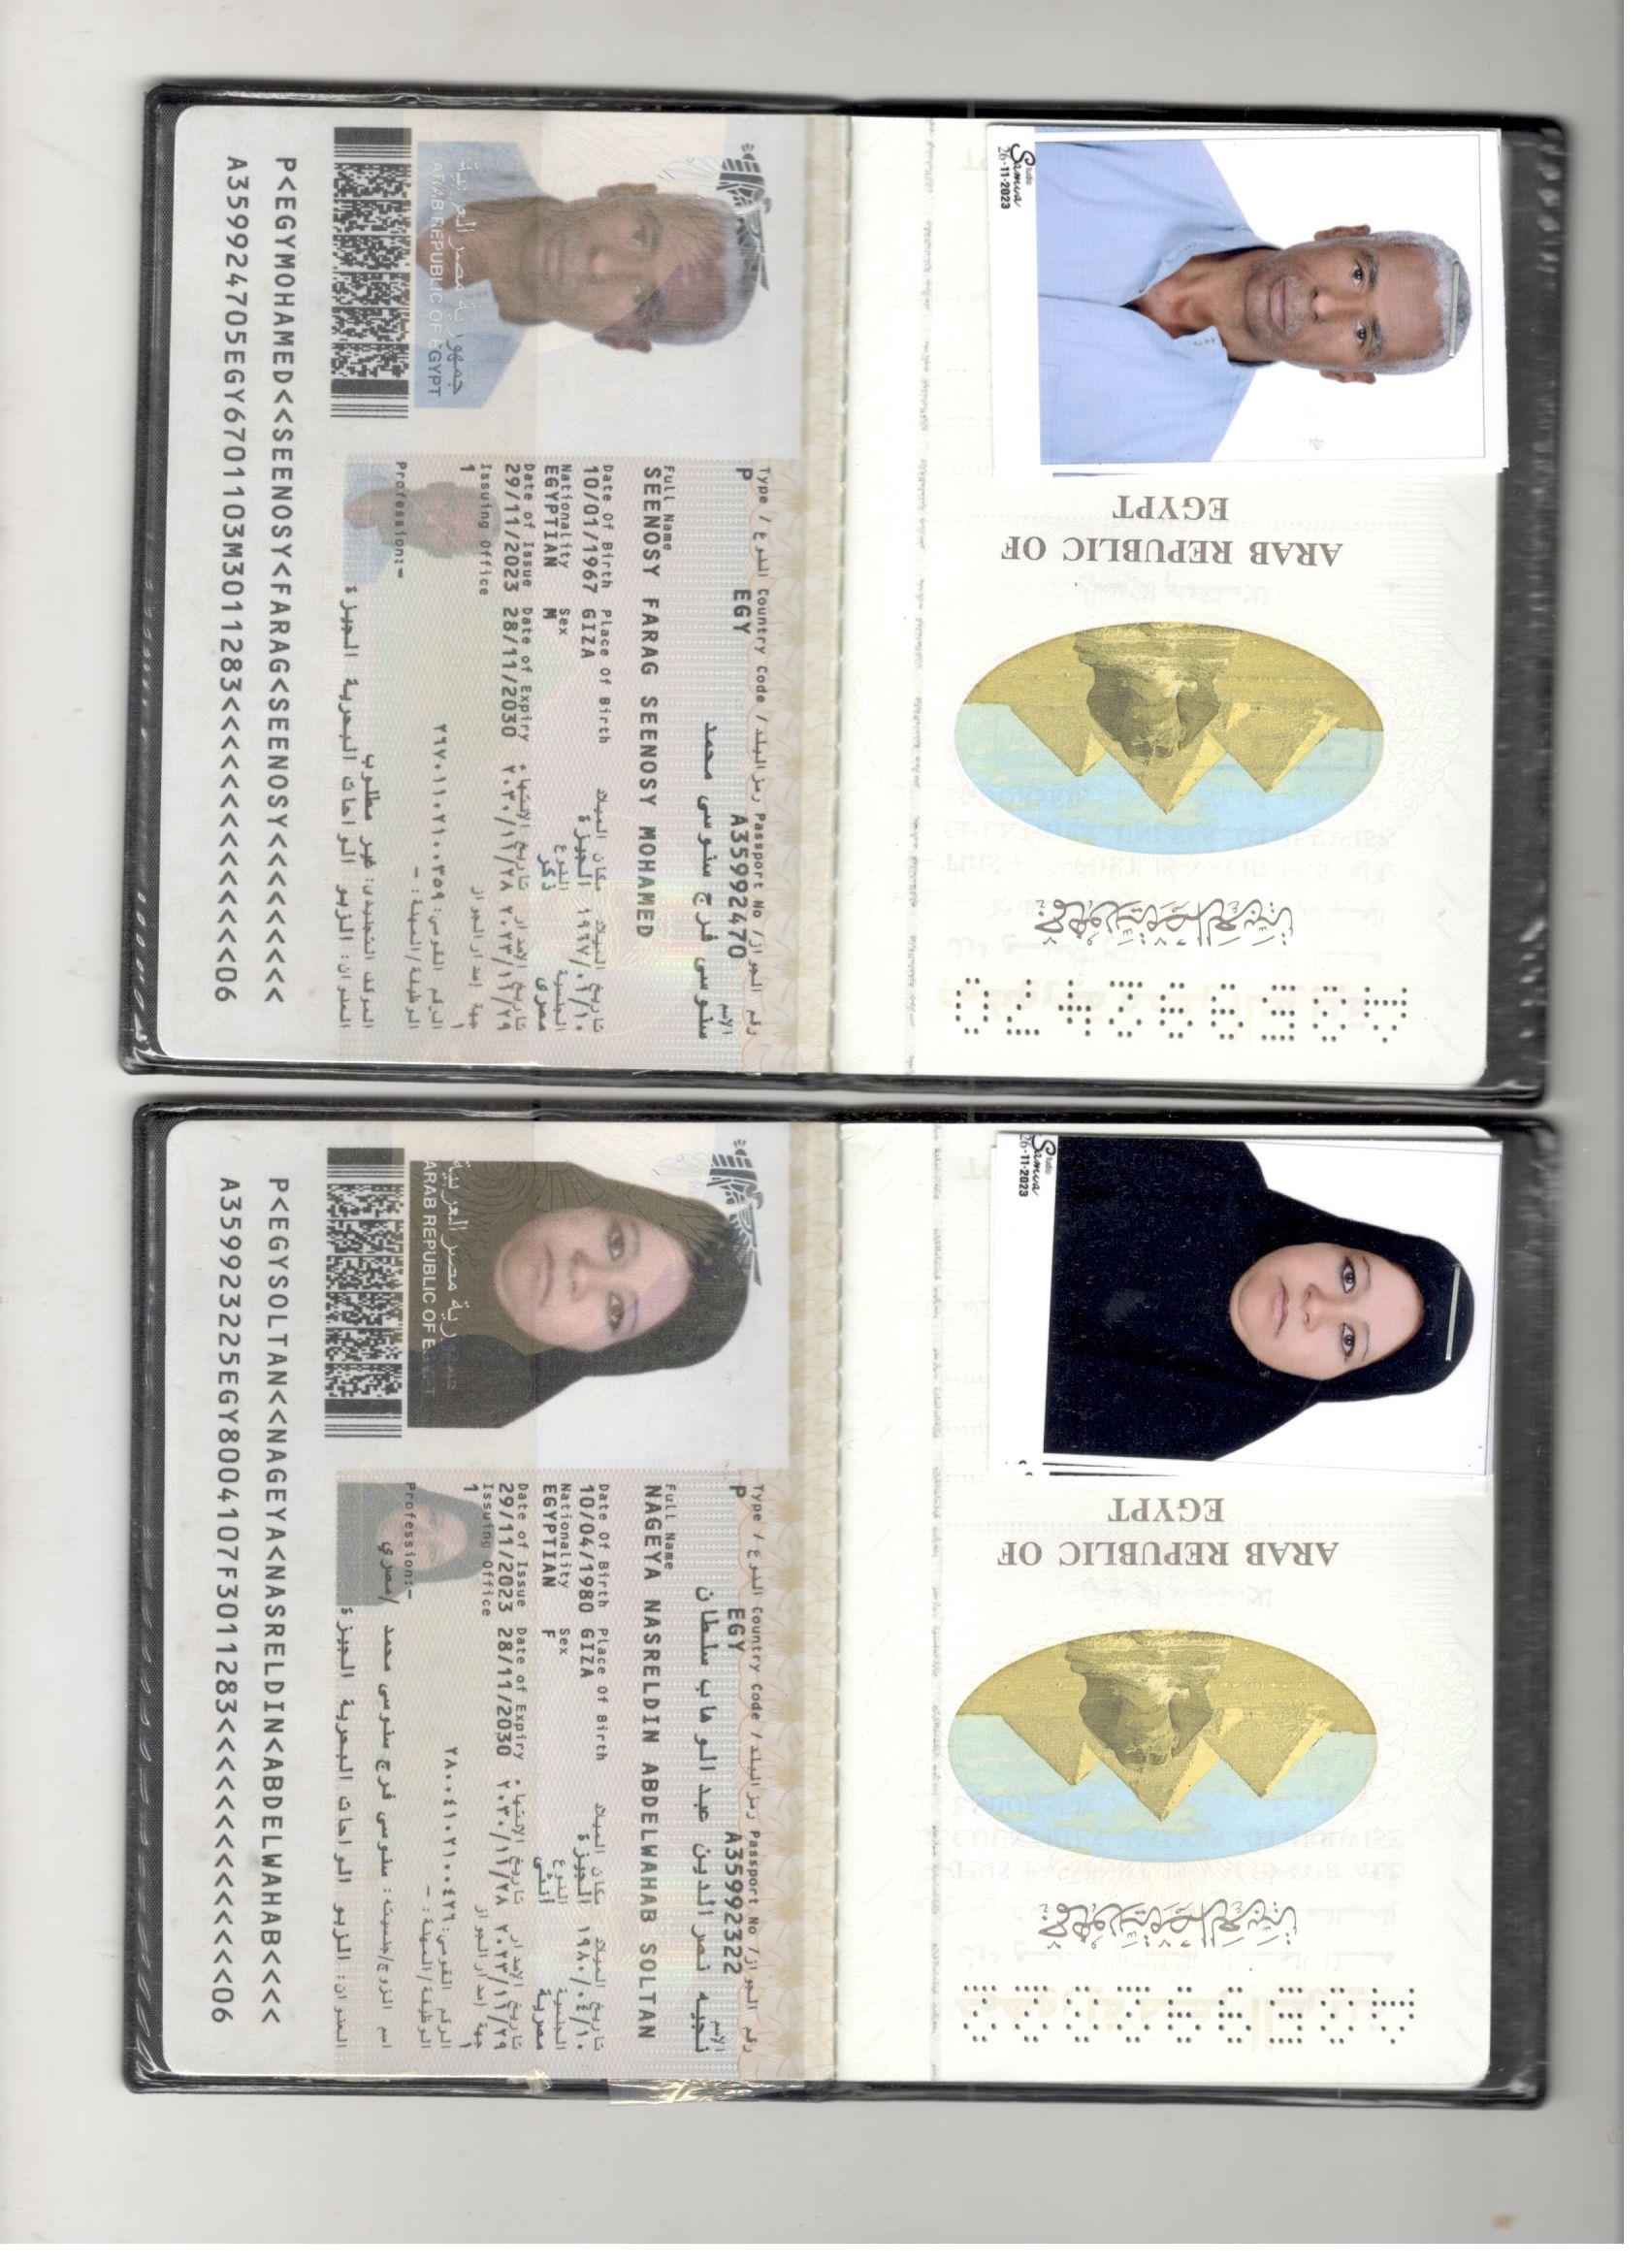 A35992470
جمهورية مصر العربية
ARAB REPUBLIC OF
EGYPT
Studio
Samwa
26-11-2023
Type / النوع Country Code / رمز البلد Passport No / رقم الجواز
P EGY A35992470
الإسم
سنوسى فرج سنوسى محمد
Full Name
SEENOSY FARAG SEENOSY MOHAMED
Date Of Birth Place Of Birth مكان الميلاد تاريخ الميلاد
10/01/1967 GIZA الجيزة ١٩٦٧/٠١/١٠
Nationality Sex النوع الجنسية
EGYPTIAN M ذكر مصرى
Date of Issue Date of Expiry تاريخ الإنتهاء تاريخ الإصدار
29/11/2023 28/11/2030 ٢٠٣٠/١١/٢٨ ٢٠٢٣/١١/٢٩
Issuing Office جهة إصدار الجواز
1 ١
الرقم القومي: ٢٦٧٠١١٠٢١٠٠٣٥٩
الوظيفة/المهنة: -
Profession:-
الموقف التجنيدى: غير مطلوب
العنوان: الزبو الواحات البحرية الجيزة
جمهورية مصر العربية
ARAB REPUBLIC OF EGYPT
P<EGYMOHAMED<<SEENOSY<FARAG<SEENOSY<<<<<<<<<
A359924705EGY6701103M3011283<<<<<<<<<<<<<<06
A35992322
جمهورية مصر العربية
ARAB REPUBLIC OF
EGYPT
Studio
Samwa
26-11-2023
Type / النوع Country Code / رمز البلد Passport No / رقم الجواز
P EGY A35992322
الإسم
نجيه نصر الدين عبد الوهاب سلطان
Full Name
NAGEYA NASRELDIN ABDELWAHAB SOLTAN
Date Of Birth Place Of Birth مكان الميلاد تاريخ الميلاد
10/04/1980 GIZA الجيزة ١٩٨٠/٠٤/١٠
Nationality Sex النوع الجنسية
EGYPTIAN F أنثى مصرية
Date of Issue Date of Expiry تاريخ الإنتهاء تاريخ الإصدار
29/11/2023 28/11/2030 ٢٠٣٠/١١/٢٨ ٢٠٢٣/١١/٢٩
Issuing Office جهة إصدار الجواز
1 ١
الرقم القومي: ٢٨٠٠٤١٠٢١٠٠٤٢٦
الوظيفة/المهنة: -
Profession:-
اسم الزوج/جنسيته: سنوسى فرج سنوسى محمد /مصري
العنوان: الزبو الواحات البحرية الجيزة
جمهورية مصر العربية
ARAB REPUBLIC OF EGYPT
P<EGYSOLTAN<<NAGEYA<NASRELDIN<ABDELWAHAB<<<<
A359923225EGY8004107F3011283<<<<<<<<<<<<<<06